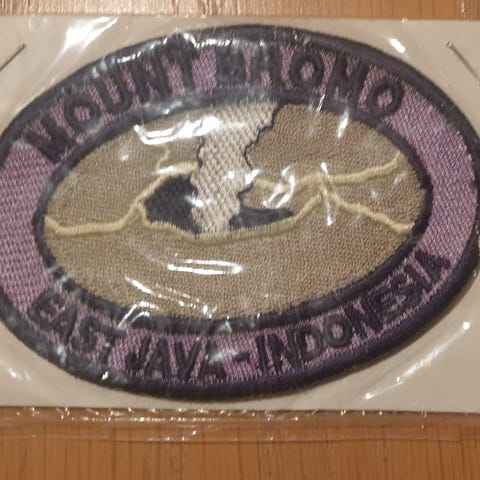 MOUNT BROMO
EAST JAVA - INDONESIA